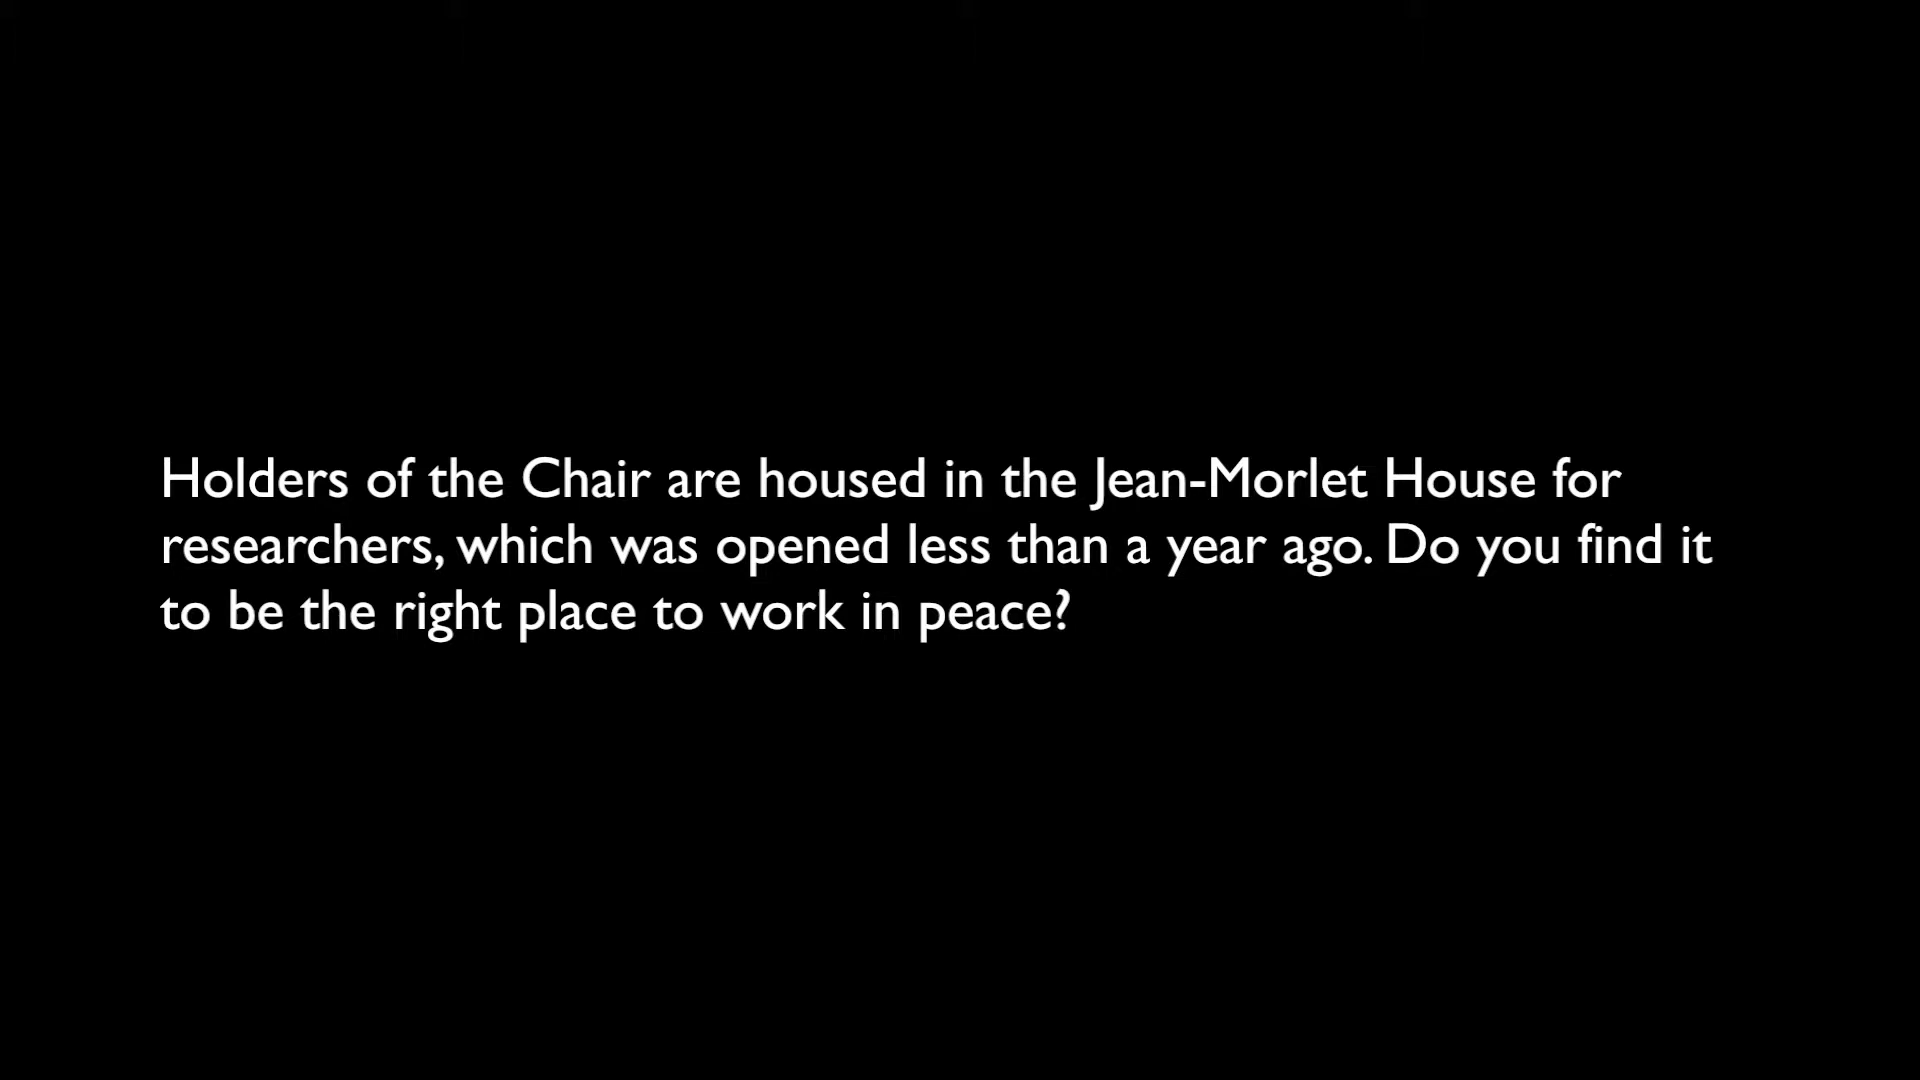 Holders of the Chair are housed in the Jean-Morlet House for
researchers, which was opened less than a year ago. Do you find it
to be the right place to work in peace?